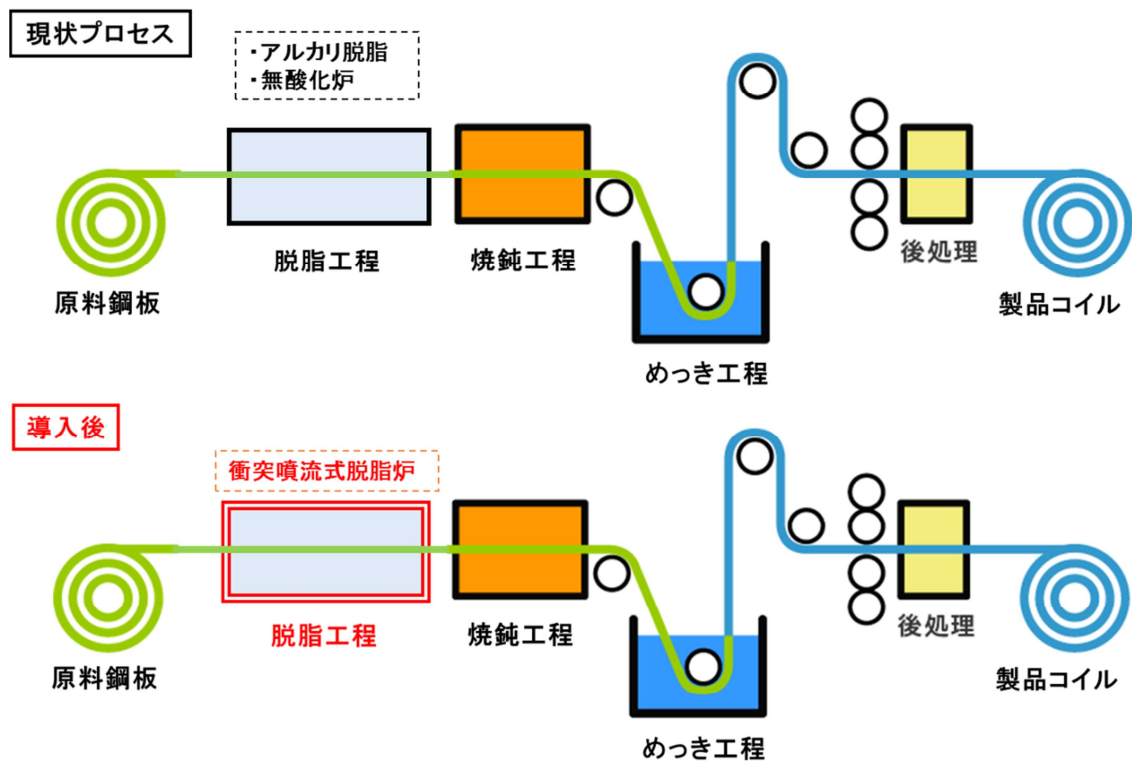 現状プロセス
・アルカリ脱脂
・無酸化炉
脱脂工程
焼鈍工程
後処理
原料鋼板
製品コイル
めっき工程
導入後
衝突噴流式脱脂炉
脱脂工程
焼鈍工程
後処理
原料鋼板
製品コイル
めっき工程